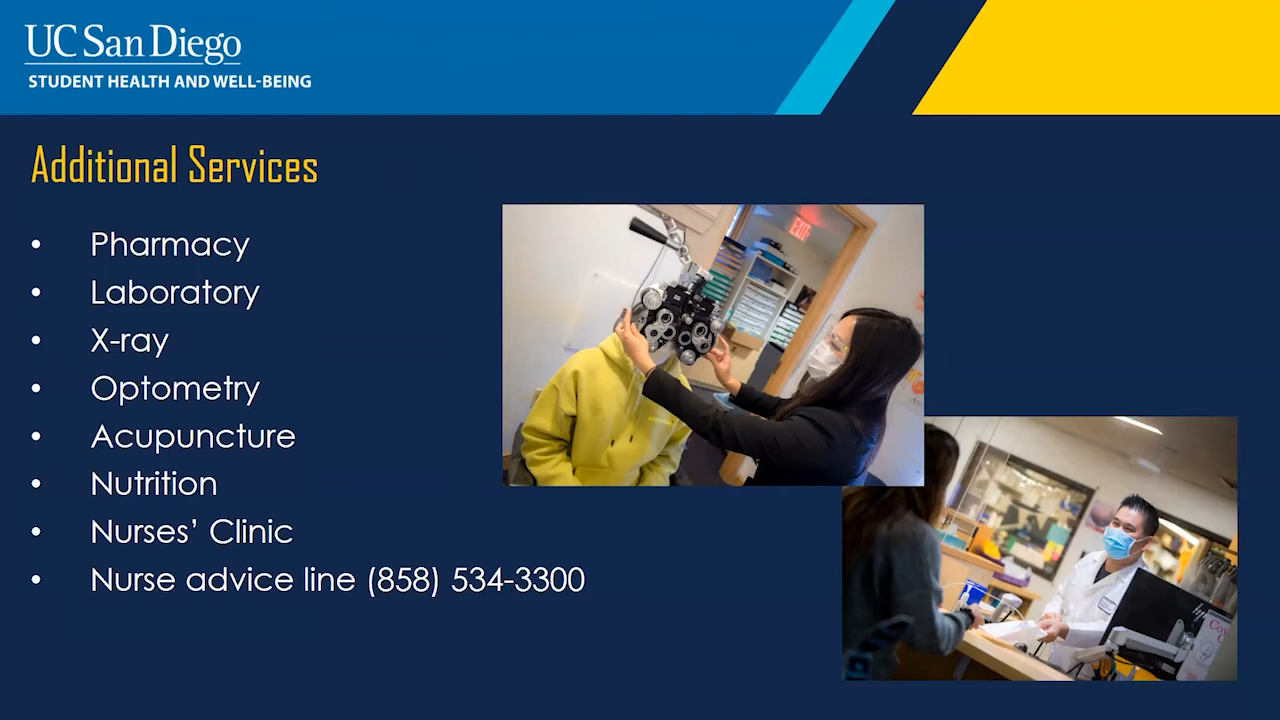 UC San Diego
STUDENT HEALTH AND WELL-BEING
Additional Services
• Pharmacy
• Laboratory
• X-ray
• Optometry
• Acupuncture
• Nutrition
• Nurses’ Clinic
• Nurse advice line (858) 534-3300
EXIT
hp